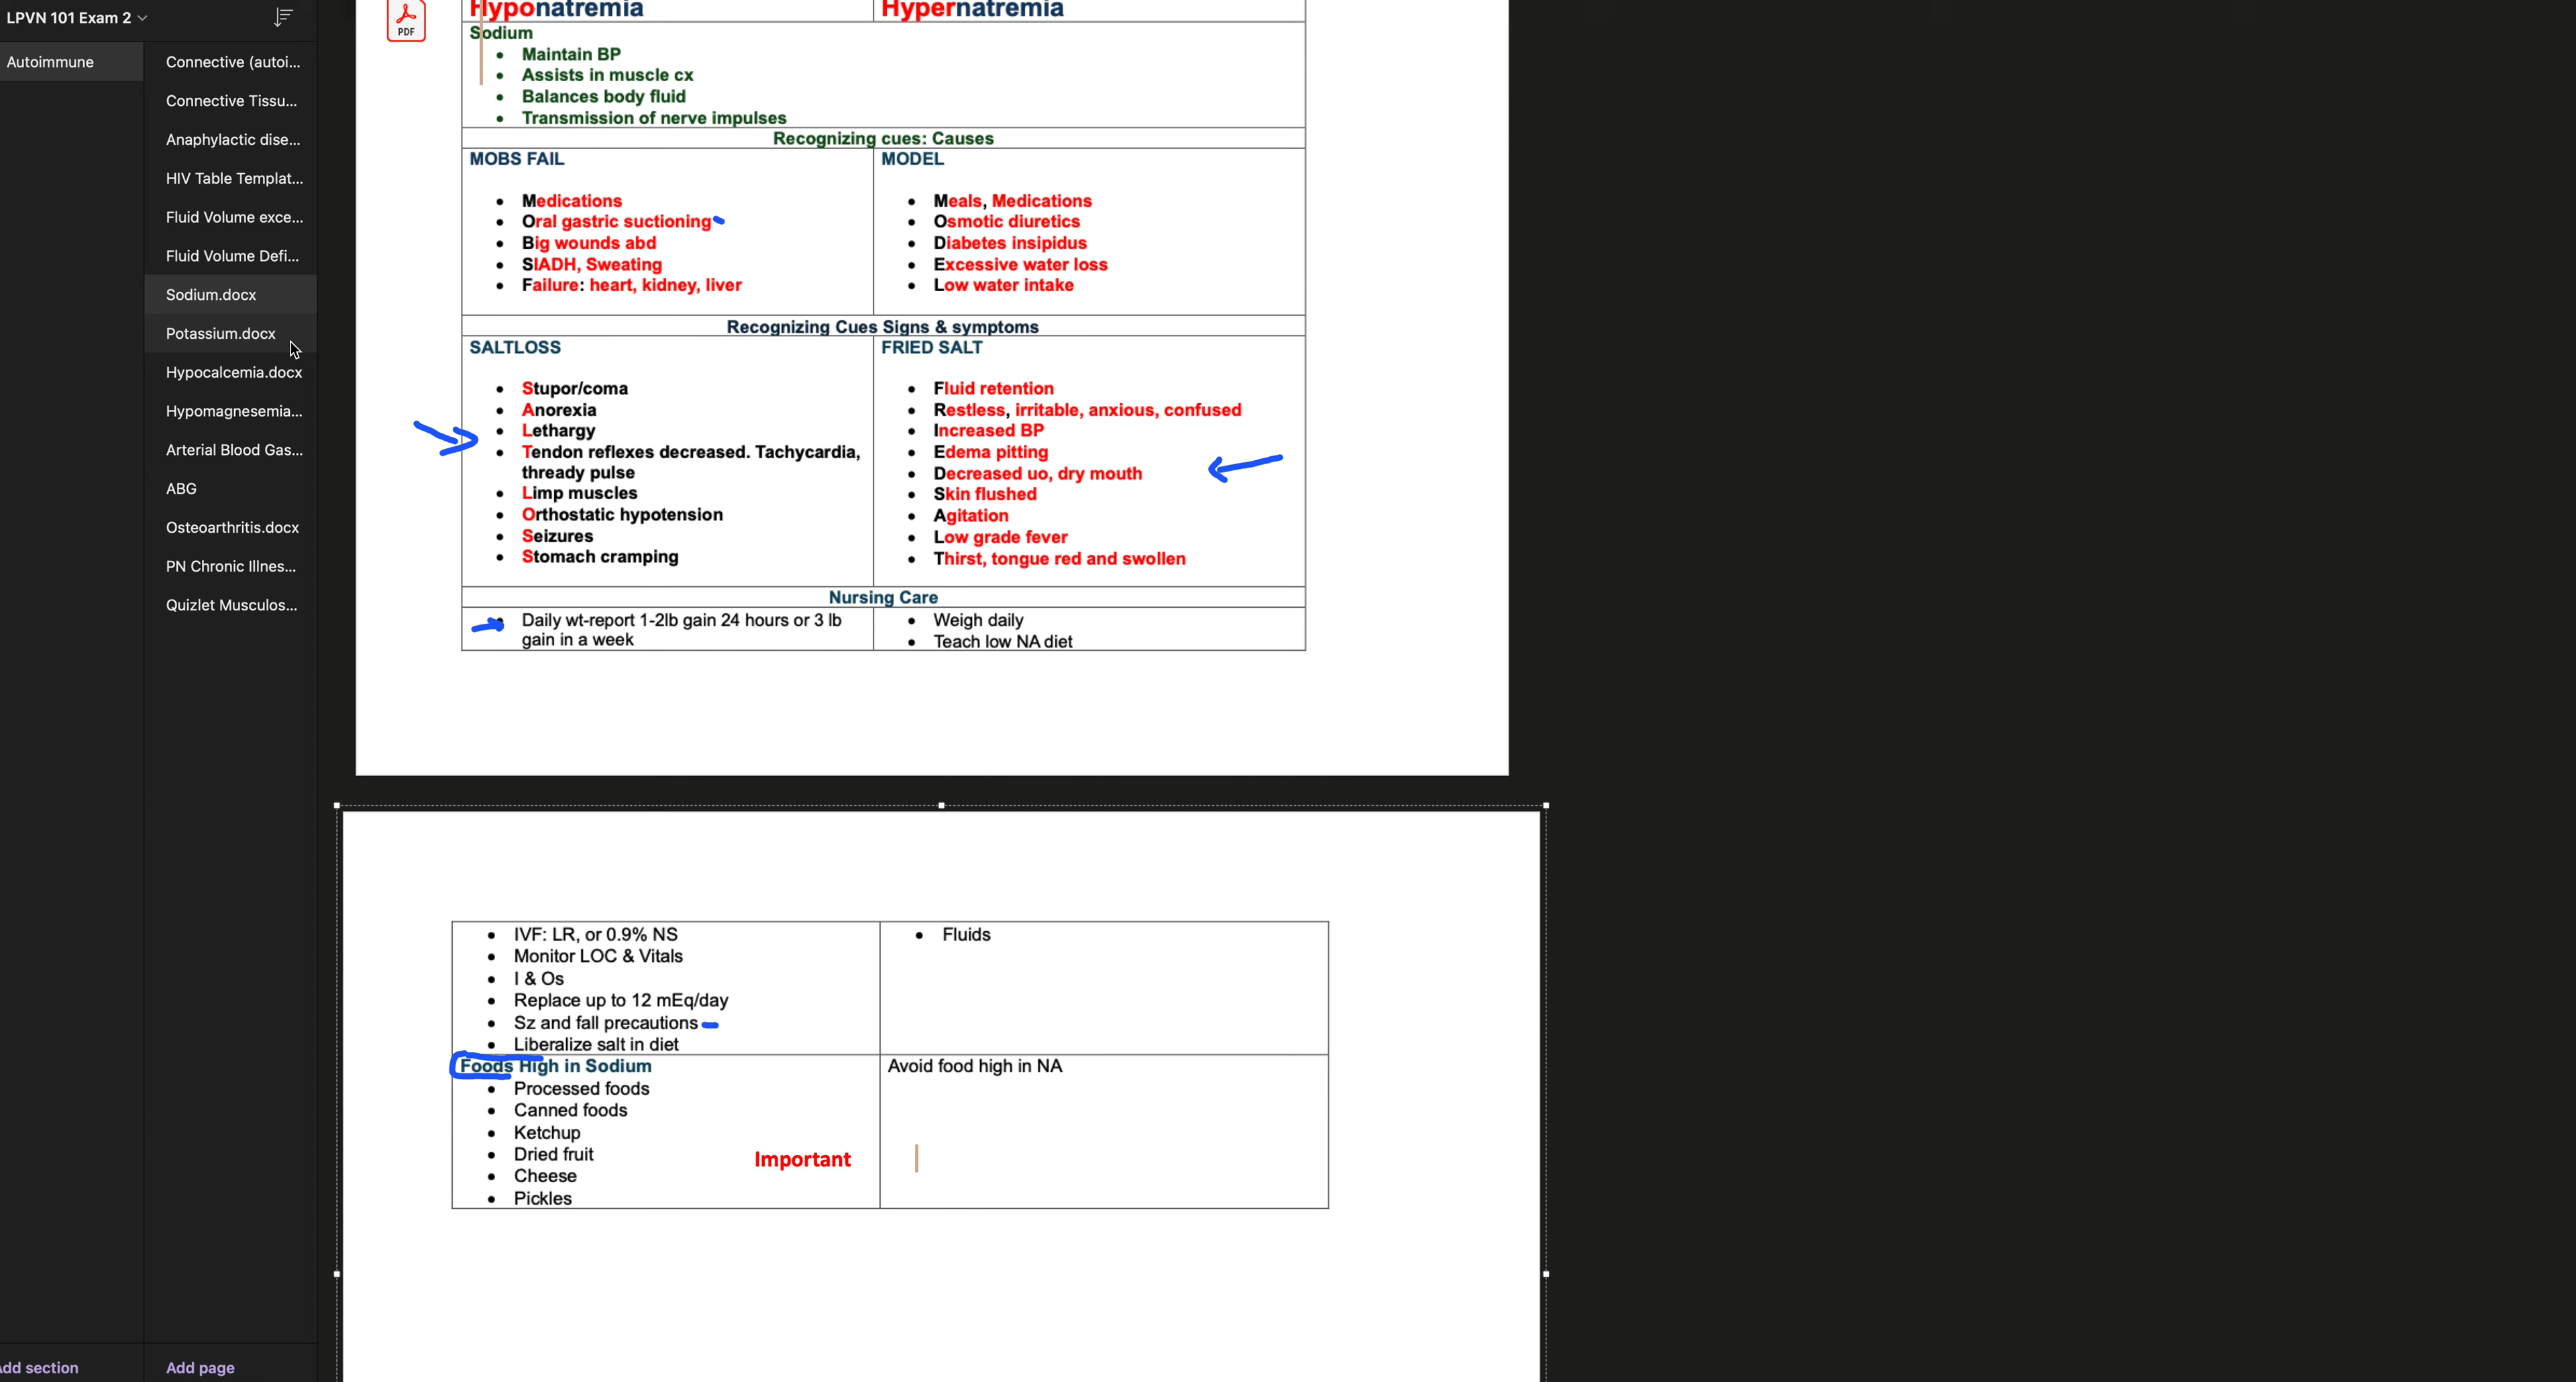 LPVN 101 Exam 2
Autoimmune
Connective (autoi...
Connective Tissu...
Anaphylactic dise...
HIV Table Templat...
Fluid Volume exce...
Fluid Volume Defi...
Sodium.docx
Potassium.docx
Hypocalcemia.docx
Hypomagnesemia...
Arterial Blood Gas...
ABG
Osteoarthritis.docx
PN Chronic Illnes...
Quizlet Musculos...
Add section
Add page
PDF
Hyponatremia
Hypernatremia
Sodium
• Maintain BP
• Assists in muscle cx
• Balances body fluid
• Transmission of nerve impulses
Recognizing cues: Causes
MOBS FAIL
• Medications
• Oral gastric suctioning
• Big wounds abd
• SIADH, Sweating
• Failure: heart, kidney, liver
MODEL
• Meals, Medications
• Osmotic diuretics
• Diabetes insipidus
• Excessive water loss
• Low water intake
Recognizing Cues Signs & symptoms
SALTLOSS
• Stupor/coma
• Anorexia
• Lethargy
• Tendon reflexes decreased. Tachycardia,
thready pulse
• Limp muscles
• Orthostatic hypotension
• Seizures
• Stomach cramping
FRIED SALT
• Fluid retention
• Restless, irritable, anxious, confused
• Increased BP
• Edema pitting
• Decreased uo, dry mouth
• Skin flushed
• Agitation
• Low grade fever
• Thirst, tongue red and swollen
Nursing Care
• Daily wt-report 1-2lb gain 24 hours or 3 lb
gain in a week
• Weigh daily
• Teach low NA diet
• IVF: LR, or 0.9% NS
• Monitor LOC & Vitals
• I & Os
• Replace up to 12 mEq/day
• Sz and fall precautions
• Liberalize salt in diet
• Fluids
Foods High in Sodium
• Processed foods
• Canned foods
• Ketchup
• Dried fruit
• Cheese
• Pickles
Important
Avoid food high in NA